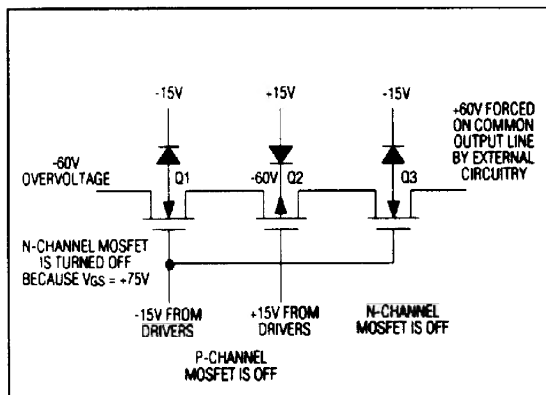 -15V
+15V
-15V
+60V FORCED
ON COMMON
OUTPUT LINE
BY EXTERNAL
CIRCUITRY
-60V
OVERVOLTAGE
Q1
-60V
Q2
Q3
N-CHANNEL MOSFET
IS TURNED OFF
BECAUSE VGS = +75V
-15V FROM
DRIVERS
+15V FROM
DRIVERS
N-CHANNEL
MOSFET IS OFF
P-CHANNEL
MOSFET IS OFF